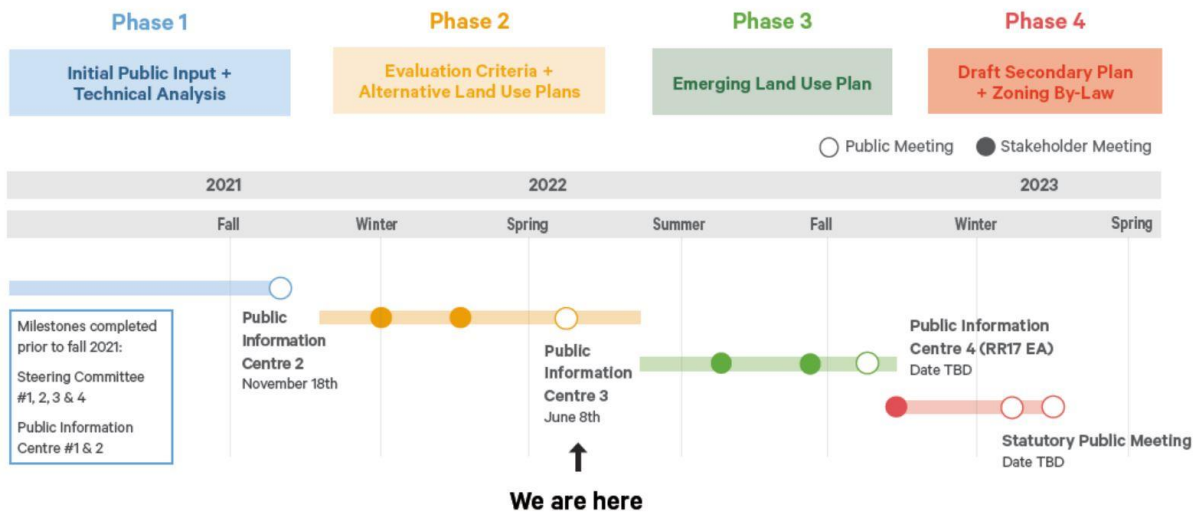 Phase 1
Phase 2
Phase 3
Phase 4
Initial Public Input +
Technical Analysis
Evaluation Criteria +
Alternative Land Use Plans
Emerging Land Use Plan
Draft Secondary Plan
+ Zoning By-Law
Public Meeting
Stakeholder Meeting
2021
2022
2023
Fall
Winter
Spring
Summer
Fall
Winter
Spring
Milestones completed
prior to fall 2021:
Steering Committee
#1, 2, 3 & 4
Public Information
Centre #1 & 2
Public
Information
Centre 2
November 18th
Public
Information
Centre 3
June 8th
Public Information
Centre 4 (RR17 EA)
Date TBD
Statutory Public Meeting
Date TBD
We are here